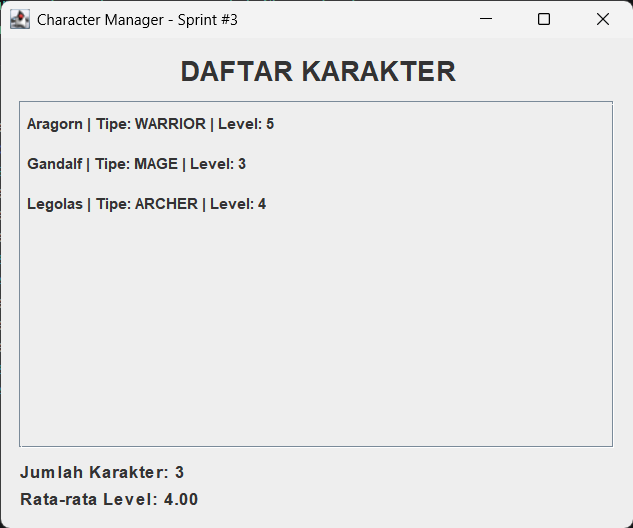 Character Manager - Sprint #3
DAFTAR KARAKTER
Aragorn | Tipe: WARRIOR | Level: 5
Gandalf | Tipe: MAGE | Level: 3
Legolas | Tipe: ARCHER | Level: 4
Jumlah Karakter: 3
Rata-rata Level: 4.00